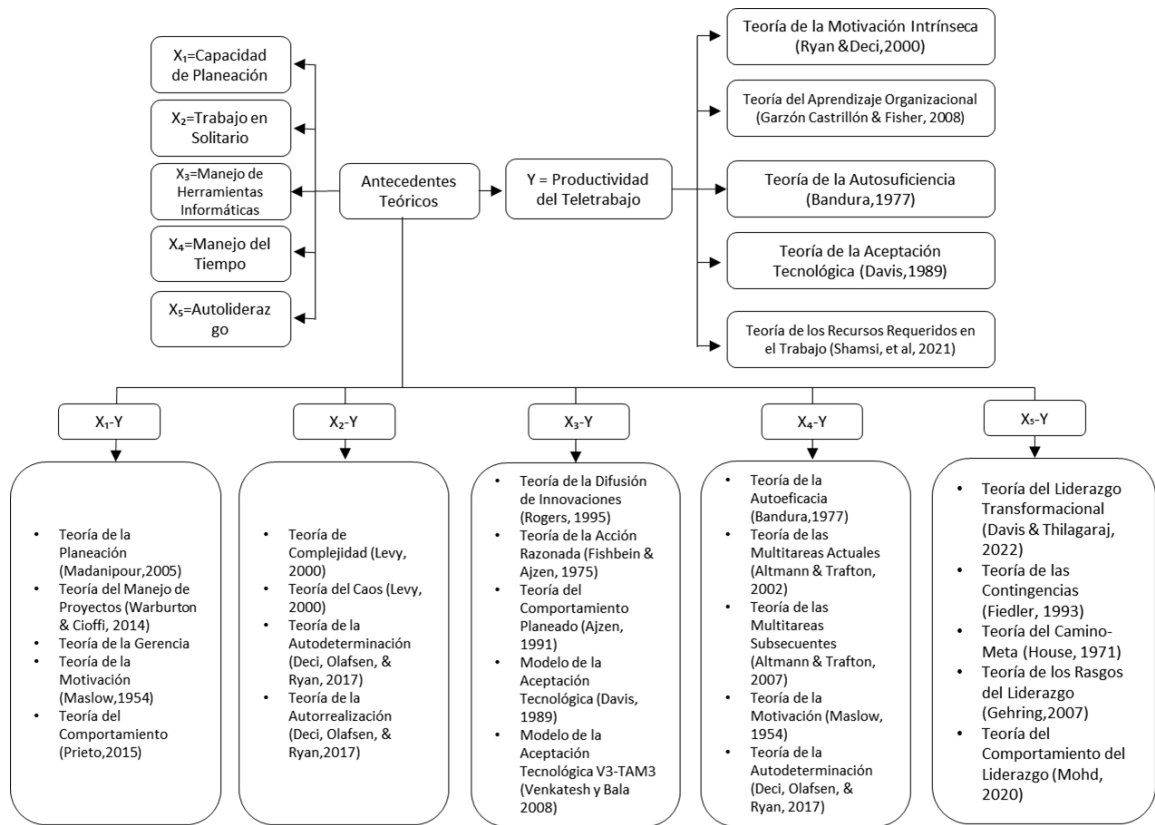 X₁=Capacidad
de Planeación
X₂=Trabajo en
Solitario
X₃=Manejo de
Herramientas
Informáticas
X₄=Manejo del
Tiempo
X₅=Autolideraz
go
Antecedentes
Teóricos
Y = Productividad
del Teletrabajo
Teoría de la Motivación Intrínseca
(Ryan &Deci,2000)
Teoría del Aprendizaje Organizacional
(Garzón Castrillón & Fisher, 2008)
Teoría de la Autosuficiencia
(Bandura,1977)
Teoría de la Aceptación
Tecnológica (Davis,1989)
Teoría de los Recursos Requeridos en
el Trabajo (Shamsi, et al, 2021)
X₁-Y
• Teoría de la
Planeación
(Madanipour,2005)
• Teoría del Manejo de
Proyectos (Warburton
& Cioffi, 2014)
• Teoría de la Gerencia
• Teoría de la
Motivación
(Maslow,1954)
• Teoría del
Comportamiento
(Prieto,2015)
X₂-Y
• Teoría de
Complejidad (Levy,
2000)
• Teoría del Caos (Levy,
2000)
• Teoría de la
Autodeterminación
(Deci, Olafsen, &
Ryan, 2017)
• Teoría de la
Autorrealización
(Deci, Olafsen, &
Ryan,2017)
X₃-Y
• Teoría de la Difusión
de Innovaciones
(Rogers, 1995)
• Teoría de la Acción
Razonada (Fishbein &
Ajzen, 1975)
• Teoría del
Comportamiento
Planeado (Ajzen,
1991)
• Modelo de la
Aceptación
Tecnológica (Davis,
1989)
• Modelo de la
Aceptación
Tecnológica V3-TAM3
(Venkatesh y Bala
2008)
X₄-Y
• Teoría de la
Autoeficacia
(Bandura,1977)
• Teoría de las
Multitareas Actuales
(Altmann & Trafton,
2002)
• Teoría de las
Multitareas
Subsecuentes
(Altmann & Trafton,
2007)
• Teoría de la
Motivación (Maslow,
1954)
• Teoría de la
Autodeterminación
(Deci, Olafsen, &
Ryan, 2017)
X₅-Y
• Teoría del Liderazgo
Transformacional
(Davis & Thilagaraj,
2022)
• Teoría de las
Contingencias
(Fiedler, 1993)
• Teoría del Camino-
Meta (House, 1971)
• Teoría de los Rasgos
del Liderazgo
(Gehring,2007)
• Teoría del
Comportamiento del
Liderazgo (Mohd,
2020)